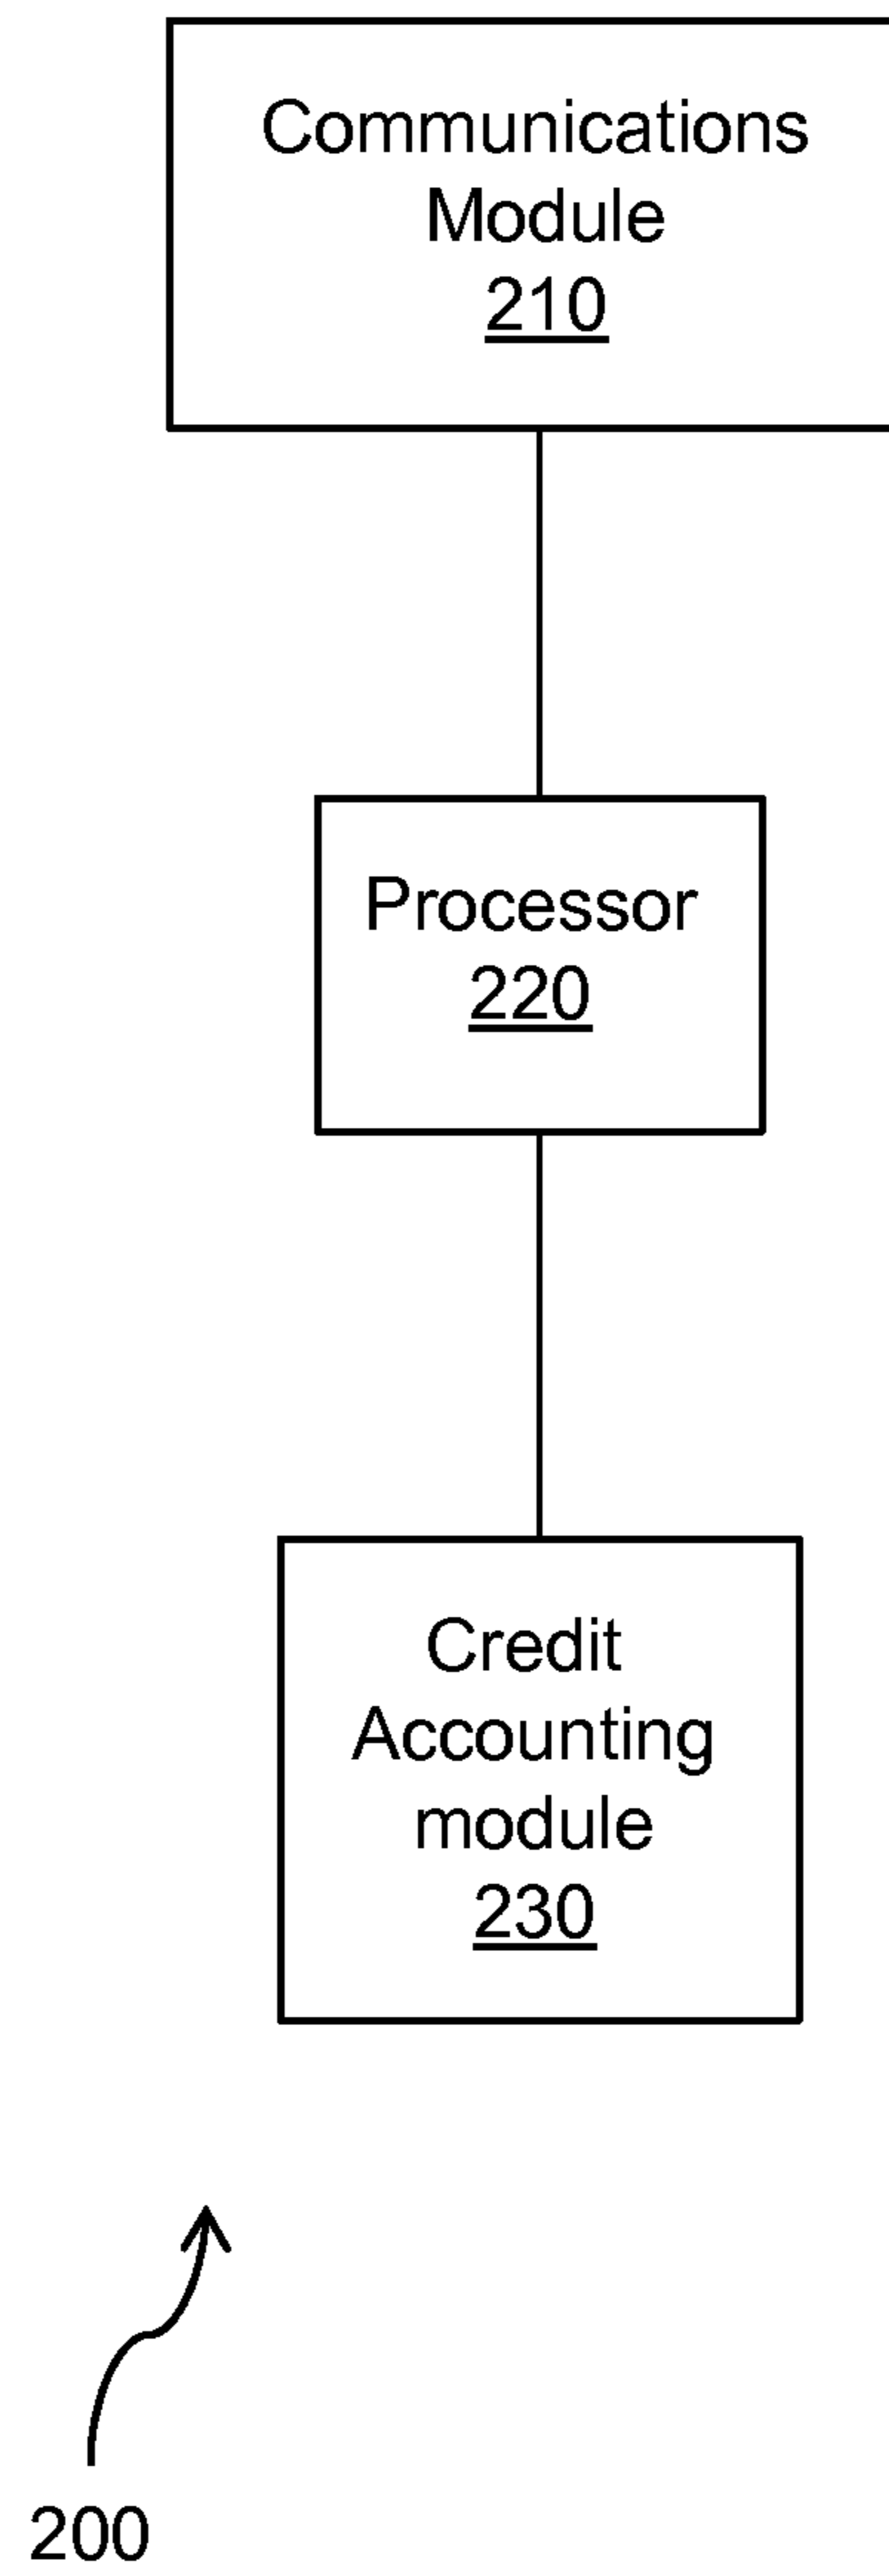 Communications
Module
210
Processor
220
Credit
Accounting
module
230
200